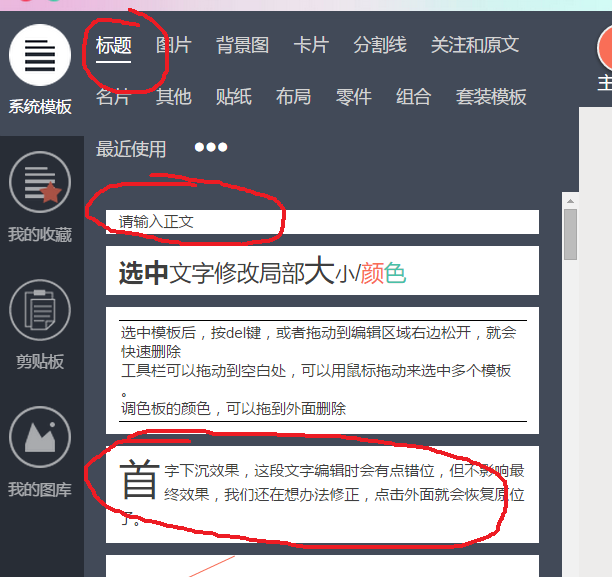 标题 图片 背景图 卡片 分割线 关注和原文
系统模板
主
名片 其他 贴纸 布局 零件 组合 套装模板
最近使用 •••
我的收藏
请输入正文
选中文字修改局部大小/颜色
选中模板后，按del键，或者拖动到编辑区域右边松开，就会
快速删除
工具栏可以拖动到空白处，可以用鼠标拖动来选中多个模板
。
调色板的颜色，可以拖到外面删除
剪贴板
首字下沉效果，这段文字编辑时会有点错位，但不影响最
终效果，我们还在想办法修正，点击外面就会恢复原位
了。
我的图库